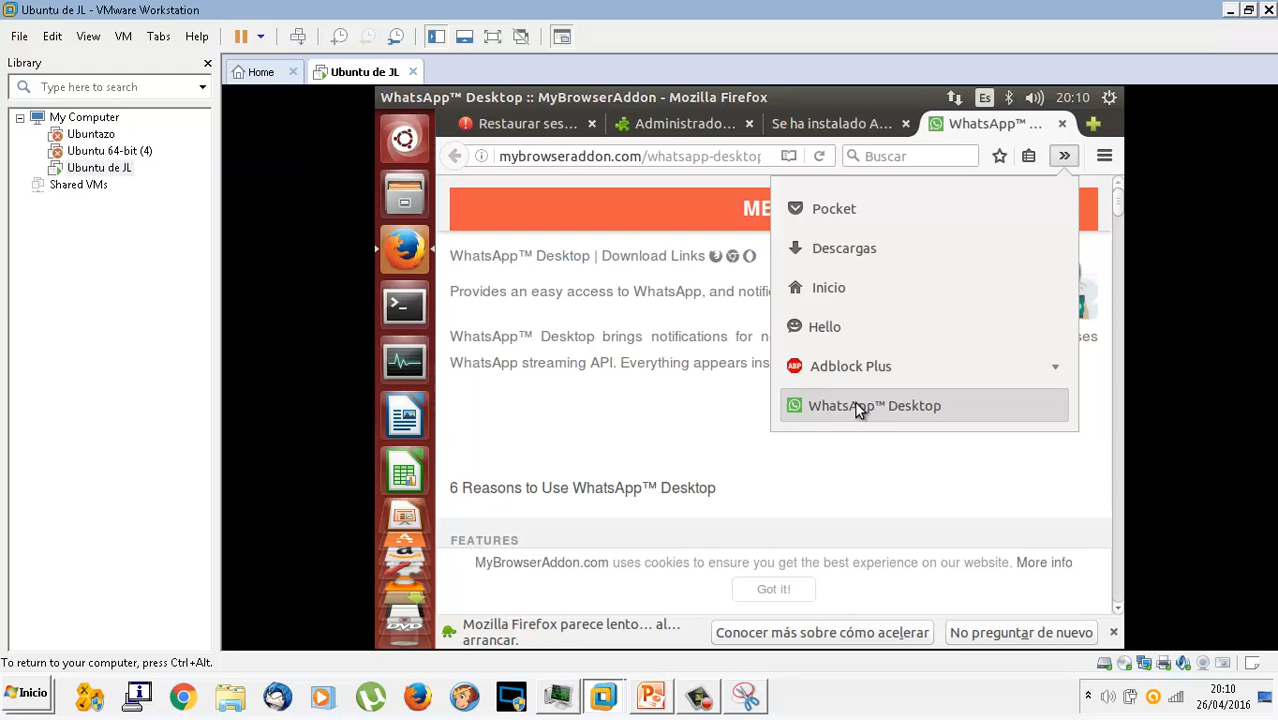 Ubuntu de JL - VMware Workstation
File Edit View VM Tabs Help
Library
Type here to search
My Computer
Ubuntazo
Ubuntu 64-bit (4)
Ubuntu de JL
Shared VMs
Home
Ubuntu de JL
WhatsApp™ Desktop :: MyBrowserAddon - Mozilla Firefox
Es
20:10
Restaurar ses...
Administrado...
Se ha instalado A...
WhatsApp™ ...
mybrowseraddon.com/whatsapp-desktop
Buscar
Pocket
Descargas
Inicio
Hello
ABP Adblock Plus
WhatsApp™ Desktop
ME
WhatsApp™ Desktop | Download Links
Provides an easy access to WhatsApp, and notifi
WhatsApp™ Desktop brings notifications for n
ses
WhatsApp streaming API. Everything appears ins
6 Reasons to Use WhatsApp™ Desktop
FEATURES
MyBrowserAddon.com uses cookies to ensure you get the best experience on our website. More info
Got it!
Mozilla Firefox parece lento... al...
arrancar.
Conocer más sobre cómo acelerar
No preguntar de nuevo
DVD
To return to your computer, press Ctrl+Alt.
Inicio
20:10
26/04/2016